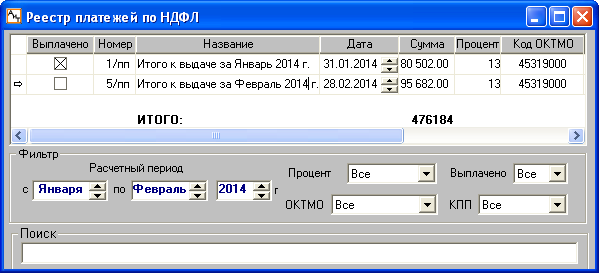 Реестр платежей по НДФЛ
Выплачено Номер Название Дата Сумма Процент Код ОКТМО
1/пп Итого к выдаче за Январь 2014 г. 31.01.2014 80 502.00 13 45319000
5/пп Итого к выдаче за Февраль 2014 г. 28.02.2014 95 682.00 13 45319000
ИТОГО: 476184
Фильтр
Расчетный период
с Января по Февраль 2014 г
Процент Все Выплачено Все
ОКТМО Все КПП Все
Поиск